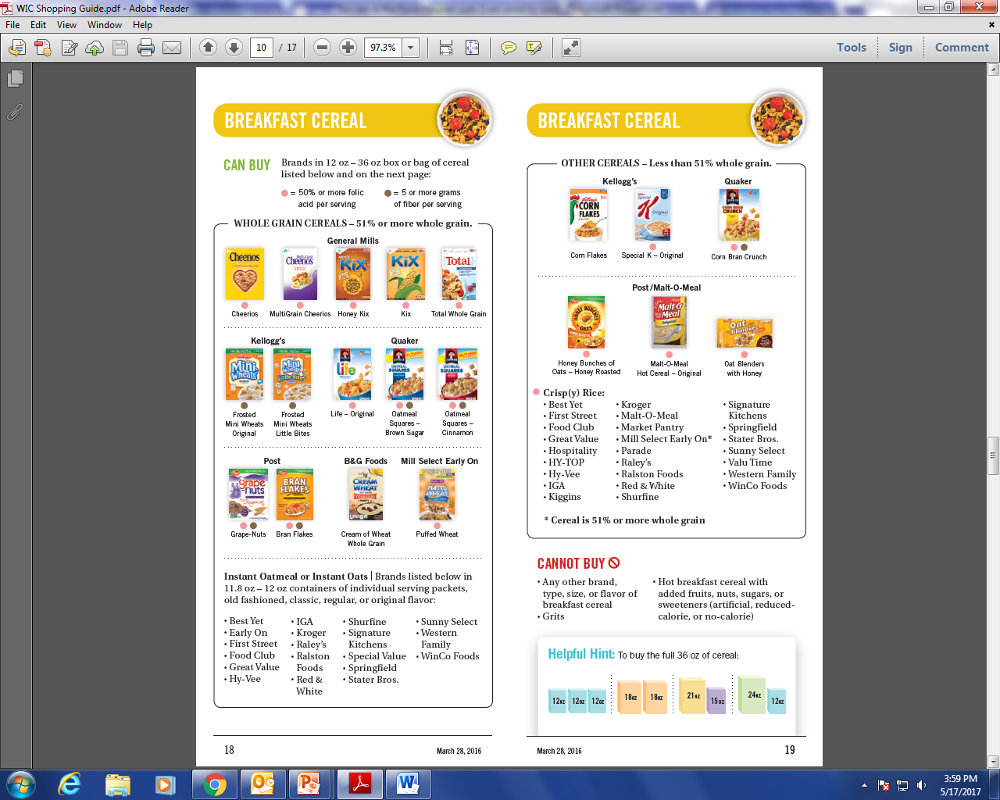 WIC Shopping Guide.pdf - Adobe Reader
File Edit View Window Help
10 / 17 97.3% Tools Sign Comment
BREAKFAST CEREAL
CAN BUY
Brands in 12 oz – 36 oz box or bag of cereal
listed below and on the next page:
= 50% or more folic
acid per serving
= 5 or more grams
of fiber per serving
WHOLE GRAIN CEREALS – 51% or more whole grain.
General Mills
Cheerios
MultiGrain Cheerios
Honey Kix
Kix
Total Whole Grain
Kellogg's
Quaker
Frosted
Mini Wheats
Original
Frosted
Mini Wheats
Little Bites
Life – Original
Oatmeal
Squares –
Brown Sugar
Oatmeal
Squares –
Cinnamon
Post
B&G Foods
Mill Select Early On
Grape-Nuts
Bran Flakes
Cream of Wheat
Whole Grain
Puffed Wheat
Instant Oatmeal or Instant Oats | Brands listed below in
11.8 oz – 12 oz containers of individual serving packets,
old fashioned, classic, regular, or original flavor:
• Best Yet
• Early On
• First Street
• Food Club
• Great Value
• Hy-Vee
• IGA
• Kroger
• Raley's
• Ralston
Foods
• Red &
White
• Shurfine
• Signature
Kitchens
• Special Value
• Springfield
• Stater Bros.
• Sunny Select
• Western
Family
• WinCo Foods
18
March 28, 2016
BREAKFAST CEREAL
OTHER CEREALS – Less than 51% whole grain.
Kellogg's
Quaker
Corn Flakes
Special K – Original
Corn Bran Crunch
Post/Malt-O-Meal
Honey Bunches of
Oats – Honey Roasted
Malt-O-Meal
Hot Cereal – Original
Oat Blenders
with Honey
Crisp(y) Rice:
• Best Yet
• First Street
• Food Club
• Great Value
• Hospitality
• HY-TOP
• Hy-Vee
• IGA
• Kiggins
• Kroger
• Malt-O-Meal
• Market Pantry
• Mill Select Early On*
• Parade
• Raley's
• Ralston Foods
• Red & White
• Shurfine
• Signature
Kitchens
• Springfield
• Stater Bros.
• Sunny Select
• Valu Time
• Western Family
• WinCo Foods
* Cereal is 51% or more whole grain
CANNOT BUY
• Any other brand,
type, size, or flavor of
breakfast cereal
• Grits
• Hot breakfast cereal with
added fruits, nuts, sugars, or
sweeteners (artificial, reduced-
calorie, or no-calorie)
Helpful Hint: To buy the full 36 oz of cereal:
12oz 12oz 12oz 18oz 18oz 21oz 15oz 24oz 12oz
March 28, 2016
19
3:59 PM
5/17/2017